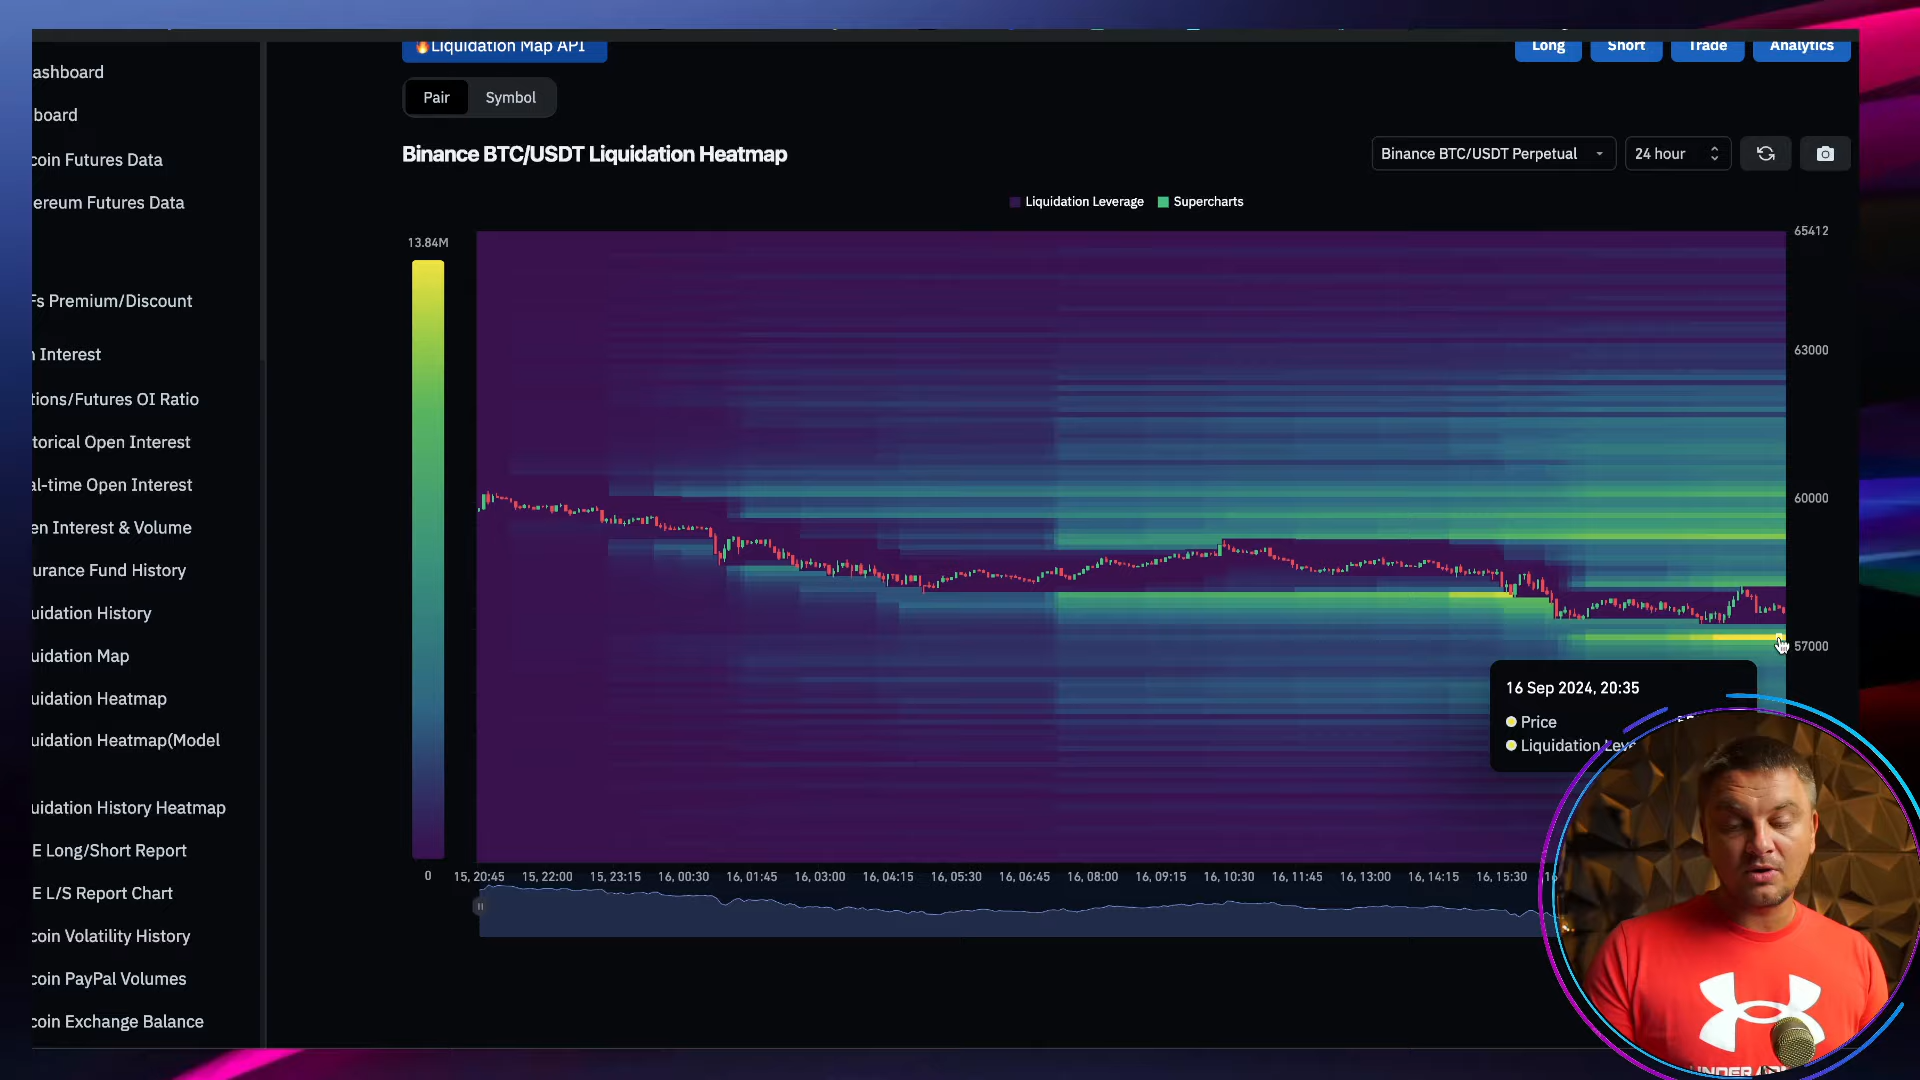 🔥Liquidation Map API
Long
Short
Trade
Analytics
ashboard
board
coin Futures Data
ereum Futures Data
Fs Premium/Discount
n Interest
tions/Futures OI Ratio
torical Open Interest
al-time Open Interest
en Interest & Volume
urance Fund History
uidation History
uidation Map
uidation Heatmap
uidation Heatmap(Model
uidation History Heatmap
E Long/Short Report
E L/S Report Chart
coin Volatility History
coin PayPal Volumes
coin Exchange Balance
Pair
Symbol
Binance BTC/USDT Liquidation Heatmap
Binance BTC/USDT Perpetual
24 hour
Liquidation Leverage
Supercharts
13.84M
0
65412
63000
60000
57000
16 Sep 2024, 20:35
Price
Liquidation Leve
15, 20:45
15, 22:00
15, 23:15
16, 00:30
16, 01:45
16, 03:00
16, 04:15
16, 05:30
16, 06:45
16, 08:00
16, 09:15
16, 10:30
16, 11:45
16, 13:00
16, 14:15
16, 15:30
16
UNDER